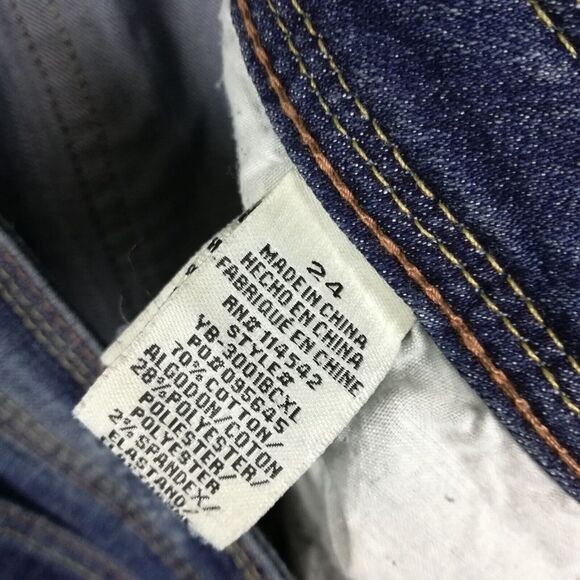 24
MADE IN CHINA
HECHO EN CHINA
FABRIQUE EN CHINE
RN# 114542
STYLE#
YB-3001BCXL
PO#095645
70% COTTON/
ALGODON/COTON
28%POLYESTER/
POLIESTER/
POLYESTER
2% SPANDEX/
ELASTANO/